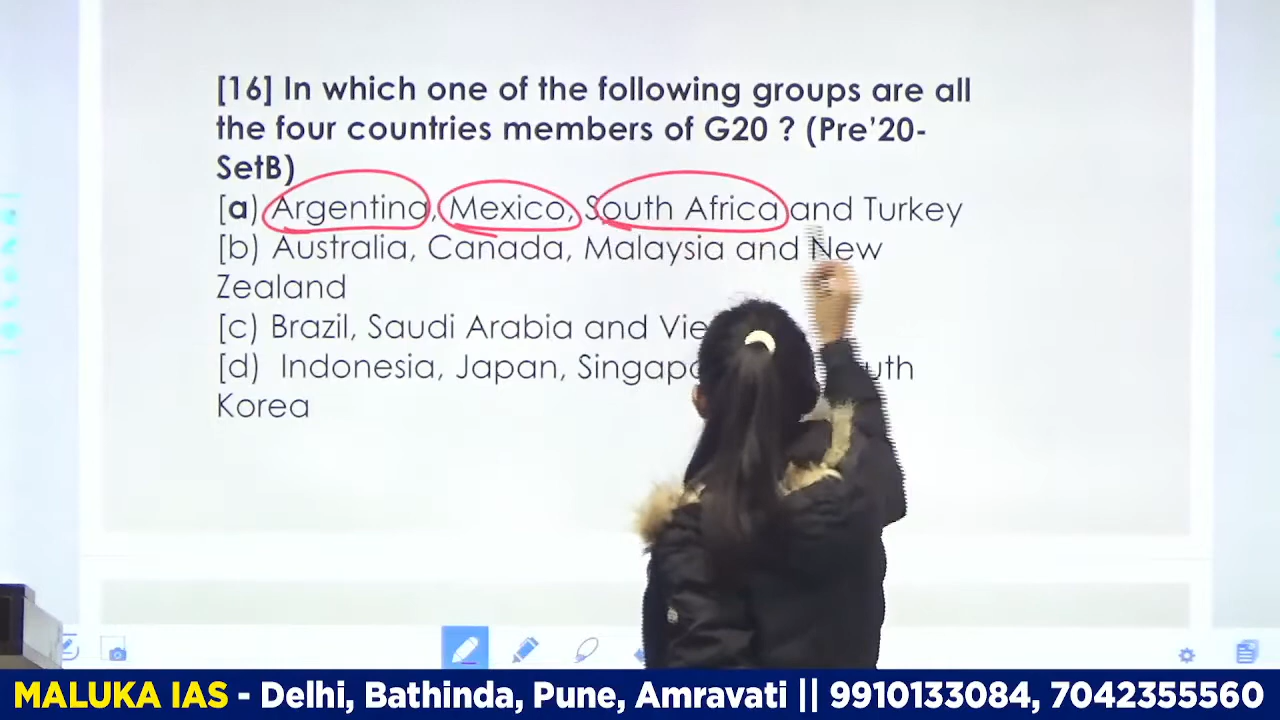 [16] In which one of the following groups are all
the four countries members of G20 ? (Pre’20-
SetB)
[a) Argentina, Mexico, South Africa and Turkey
[b) Australia, Canada, Malaysia and New
Zealand
[c) Brazil, Saudi Arabia and
[d) Indonesia, Japan,
Korea
MALUKA IAS - Delhi, Bathinda, Pune, Amravati || 9910133084, 7042355560